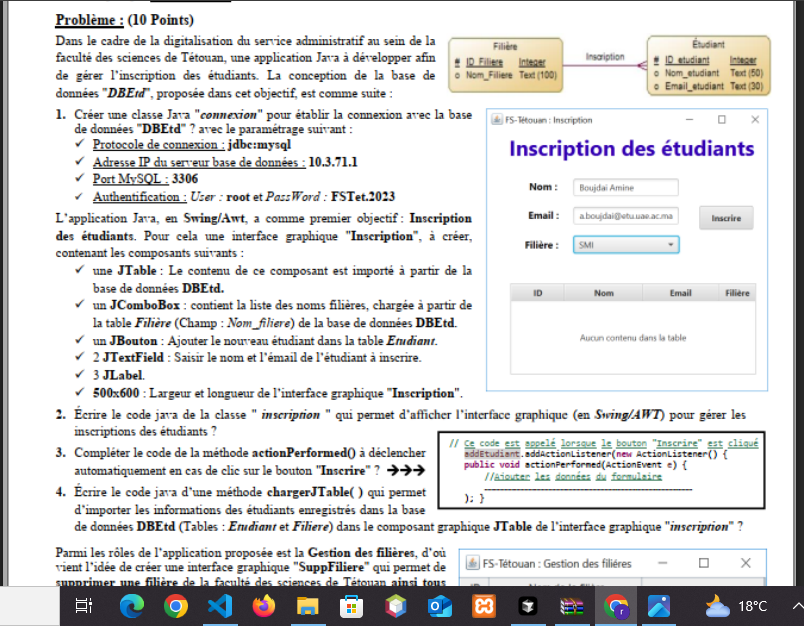 Problème : (10 Points)
Dans le cadre de la digitalisation du service administratif au sein de la
faculté des sciences de Tétouan, une application Java à développer afin
de gérer l'inscription des étudiants. La conception de la base de
données "DBEtd", proposée dans cet objectif, est comme suite :
Filière
# ID_Filiere Integer
o Nom_Filiere Text (100)
Inscription
Étudiant
# ID_etudiant Integer
o Nom_etudiant Text (50)
o Email_etudiant Text (30)
1. Créer une classe Java "connexion" pour établir la connexion avec la base
de données "DBEtd" ? avec le paramétrage suivant :
✓ Protocole de connexion : jdbc:mysql
✓ Adresse IP du serveur base de données : 10.3.71.1
✓ Port MySQL : 3306
✓ Authentification : User : root et PassWord : FSTet.2023
L'application Java, en Swing/Awt, a comme premier objectif : Inscription
des étudiants. Pour cela une interface graphique "Inscription", à créer,
contenant les composants suivants :
✓ une JTable : Le contenu de ce composant est importé à partir de la
base de données DBEtd.
✓ un JComboBox : contient la liste des noms filières, chargée à partir de
la table Filière (Champ : Nom_filiere) de la base de données DBEtd.
✓ un JBouton : Ajouter le nouveau étudiant dans la table Etudiant.
✓ 2 JTextField : Saisir le nom et l'émail de l'étudiant à inscrire.
✓ 3 JLabel.
✓ 500x600 : Largeur et longueur de l'interface graphique "Inscription".
FS-Tétouan : Inscription
Inscription des étudiants
Nom : Boujdai Amine
Email : a.boujdai@etu.uae.ac.ma
Inscrire
Filière : SMI
ID Nom Email Filière
Aucun contenu dans la table
2. Écrire le code java de la classe " inscription " qui permet d'afficher l'interface graphique (en Swing/AWT) pour gérer les
inscriptions des étudiants ?
3. Compléter le code de la méthode actionPerformed() à déclencher
automatiquement en cas de clic sur le bouton "Inscrire" ? ➔➔➔
// Ce code est appelé lorsque le bouton "Inscrire" est cliqué
addEtudiant.addActionListener(new ActionListener() {
public void actionPerformed(ActionEvent e) {
//Ajouter les données du formulaire
); }
4. Écrire le code java d'une méthode chargerJTable( ) qui permet
d'importer les informations des étudiants enregistrés dans la base
de données DBEtd (Tables : Etudiant et Filiere) dans le composant graphique JTable de l'interface graphique "inscription" ?
Parmi les rôles de l'application proposée est la Gestion des filières, d'où
vient l'idée de créer une interface graphique "SuppFiliere" qui permet de
supprimer une filière de la faculté des sciences de Tétouan ainsi tous
FS-Tétouan : Gestion des filières
18°C